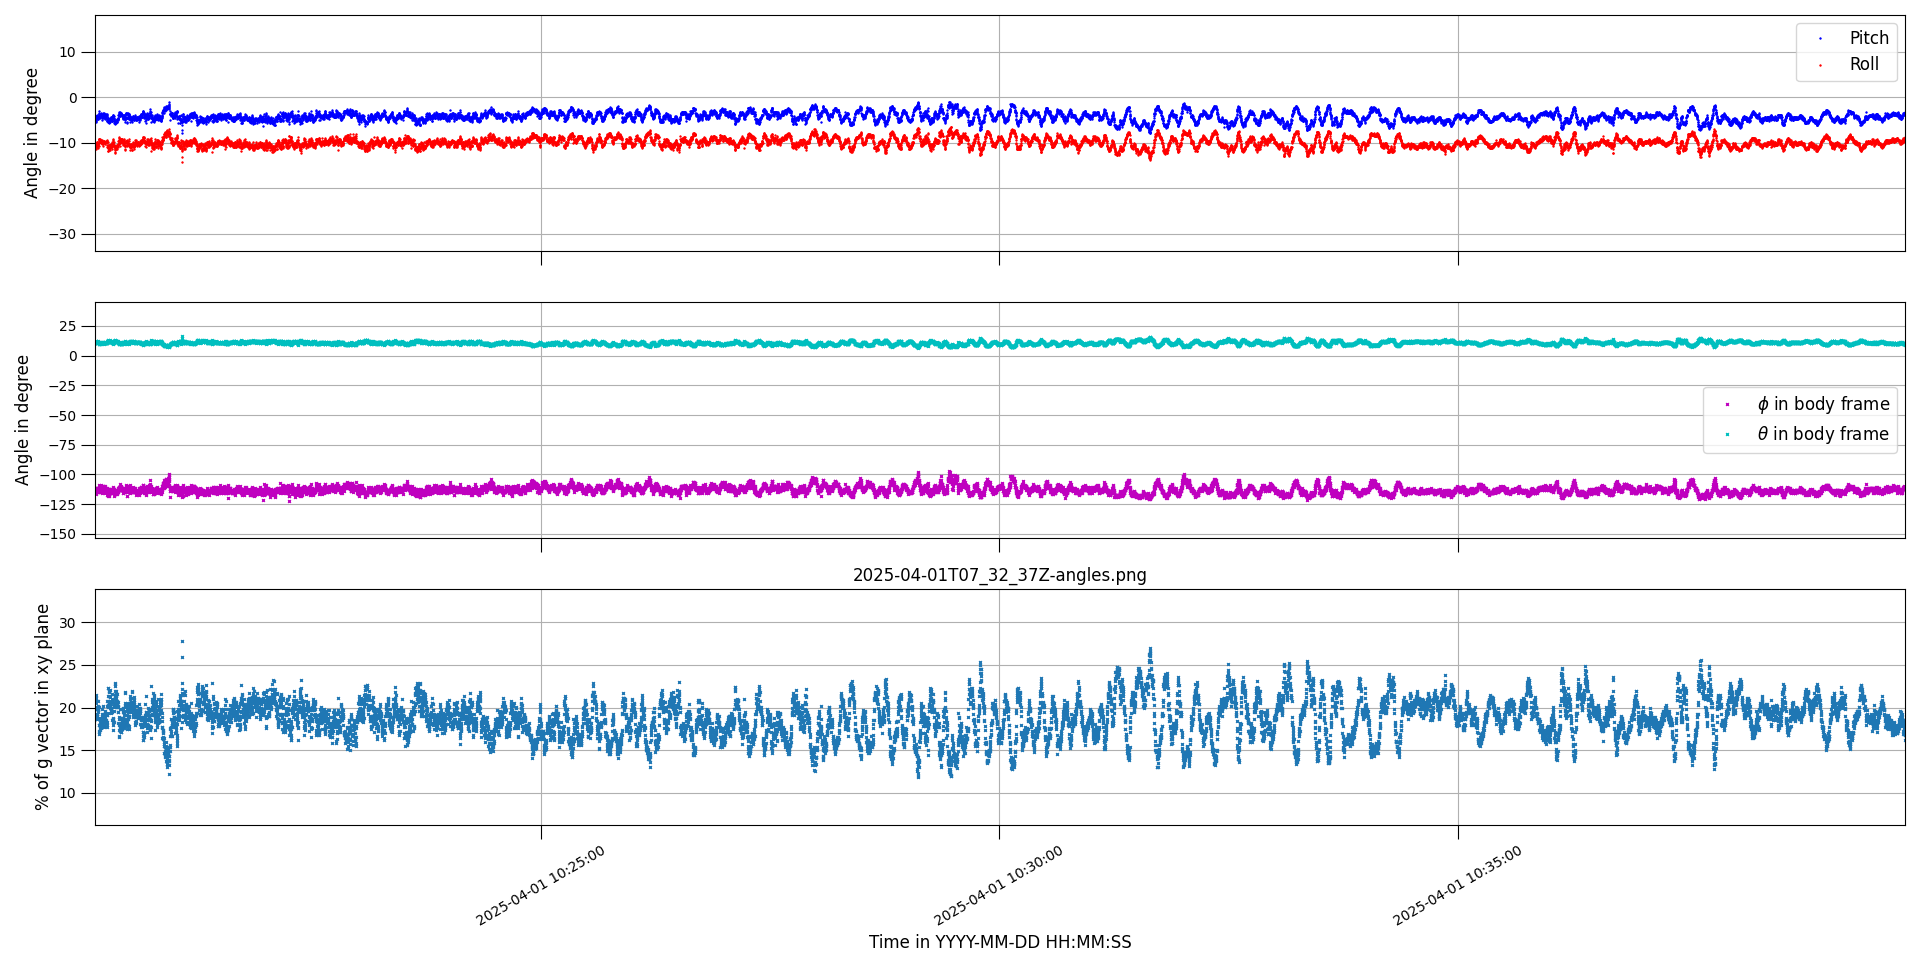 10
0
−10
−20
−30
Angle in degree
Pitch
Roll
25
0
−25
−50
−75
−100
−125
−150
Angle in degree
ϕ in body frame
θ in body frame
2025-04-01T07_32_37Z-angles.png
30
25
20
15
10
% of g vector in xy plane
2025-04-01 10:25:00
2025-04-01 10:30:00
2025-04-01 10:35:00
Time in YYYY-MM-DD HH:MM:SS